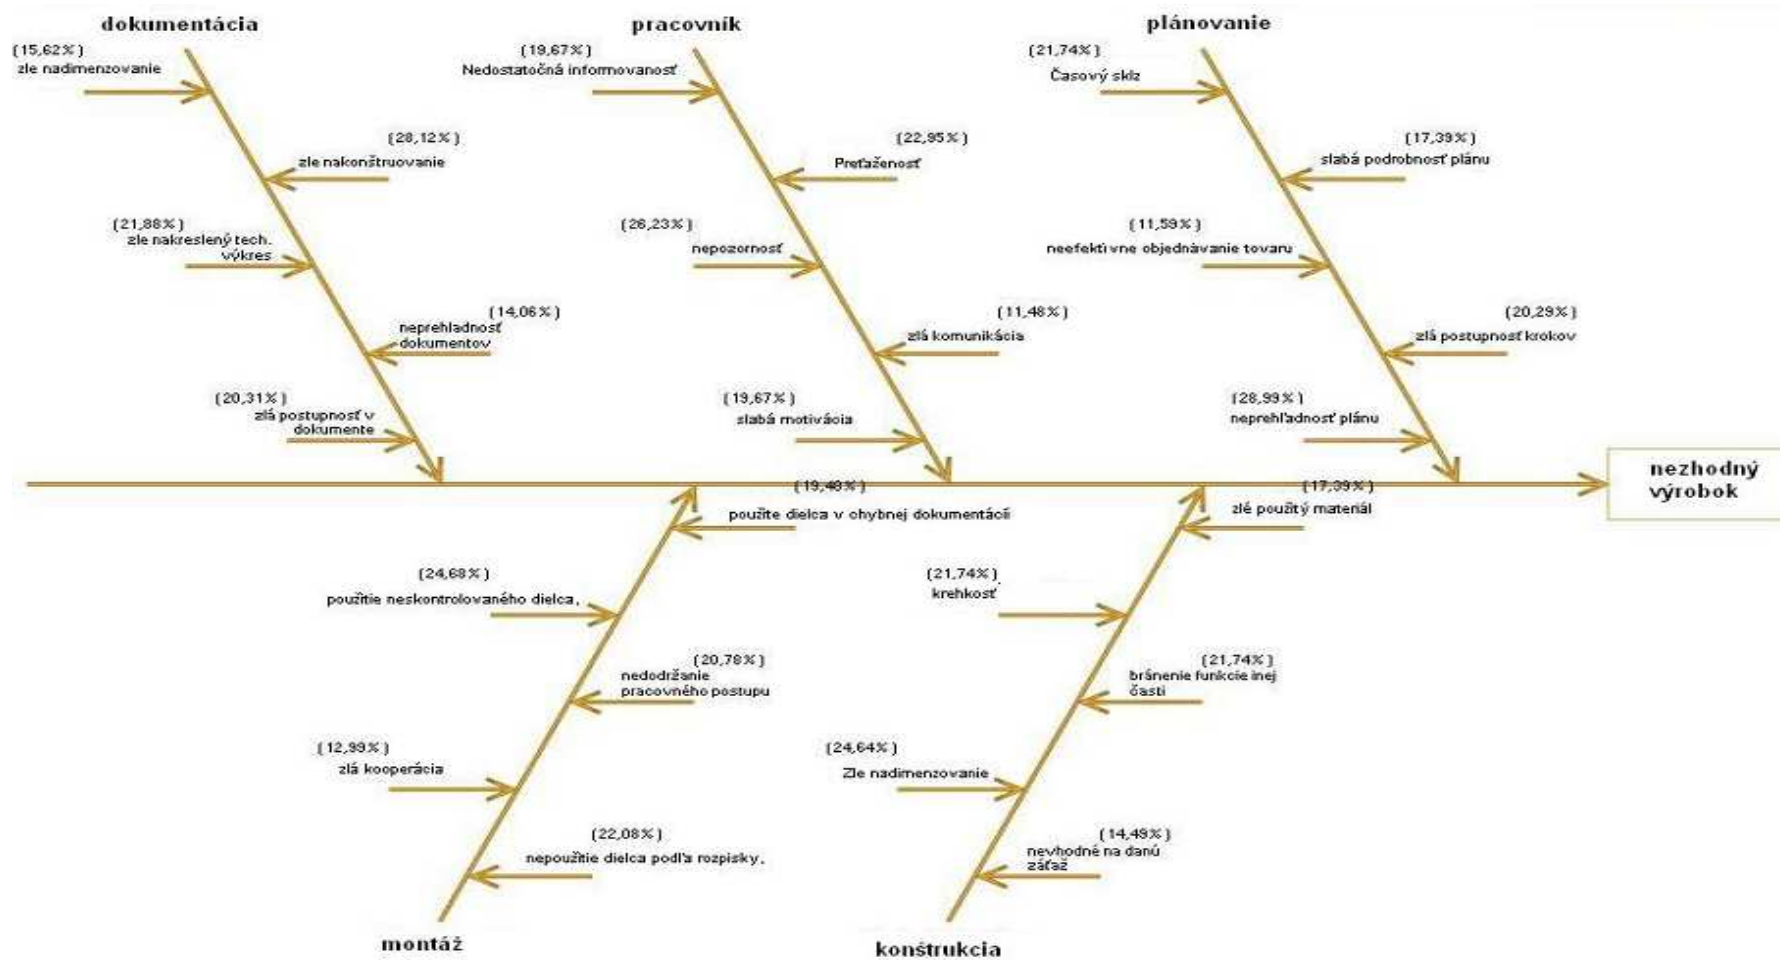 dokumentácia
(15,62%)
zle nadimenzovanie
(28,12%)
zle nakonštruovanie
(21,88%)
zle nakreslený tech.
výkres
(14,06%)
neprehladnosť
dokumentov
(20,31%)
zlá postupnosť v
dokumente
pracovník
(19,67%)
Nedostatočná informovanosť
(22,95%)
Preťaženosť
(26,23%)
nepozornosť
(11,48%)
zlá komunikácia
(19,67%)
slabá motivácia
plánovanie
(21,74%)
Časový sklz
(17,39%)
slabá podrobnosť plánu
(11,59%)
neefektívne objednávanie tovaru
(20,29%)
zlá postupnosť krokov
(28,99%)
neprehľadnosť plánu
nezhodný
výrobok
(19,48%)
použite dielca v chybnej dokumentácíí
(24,68%)
použitie neskontrolovaného dielca.
(20,78%)
nedodržanie
pracovného postupu
(12,99%)
zlá kooperácia
(22,08%)
nepoužitie dielca podľa rozpisky.
montáž
(17,39%)
zlé použitý materiál
(21,74%)
krehkosť
(21,74%)
bránenie funkcie inej
časti
(24,64%)
Zle nadimenzovanie
(14,49%)
nevhodné na danú
záťaž
konštrukcia